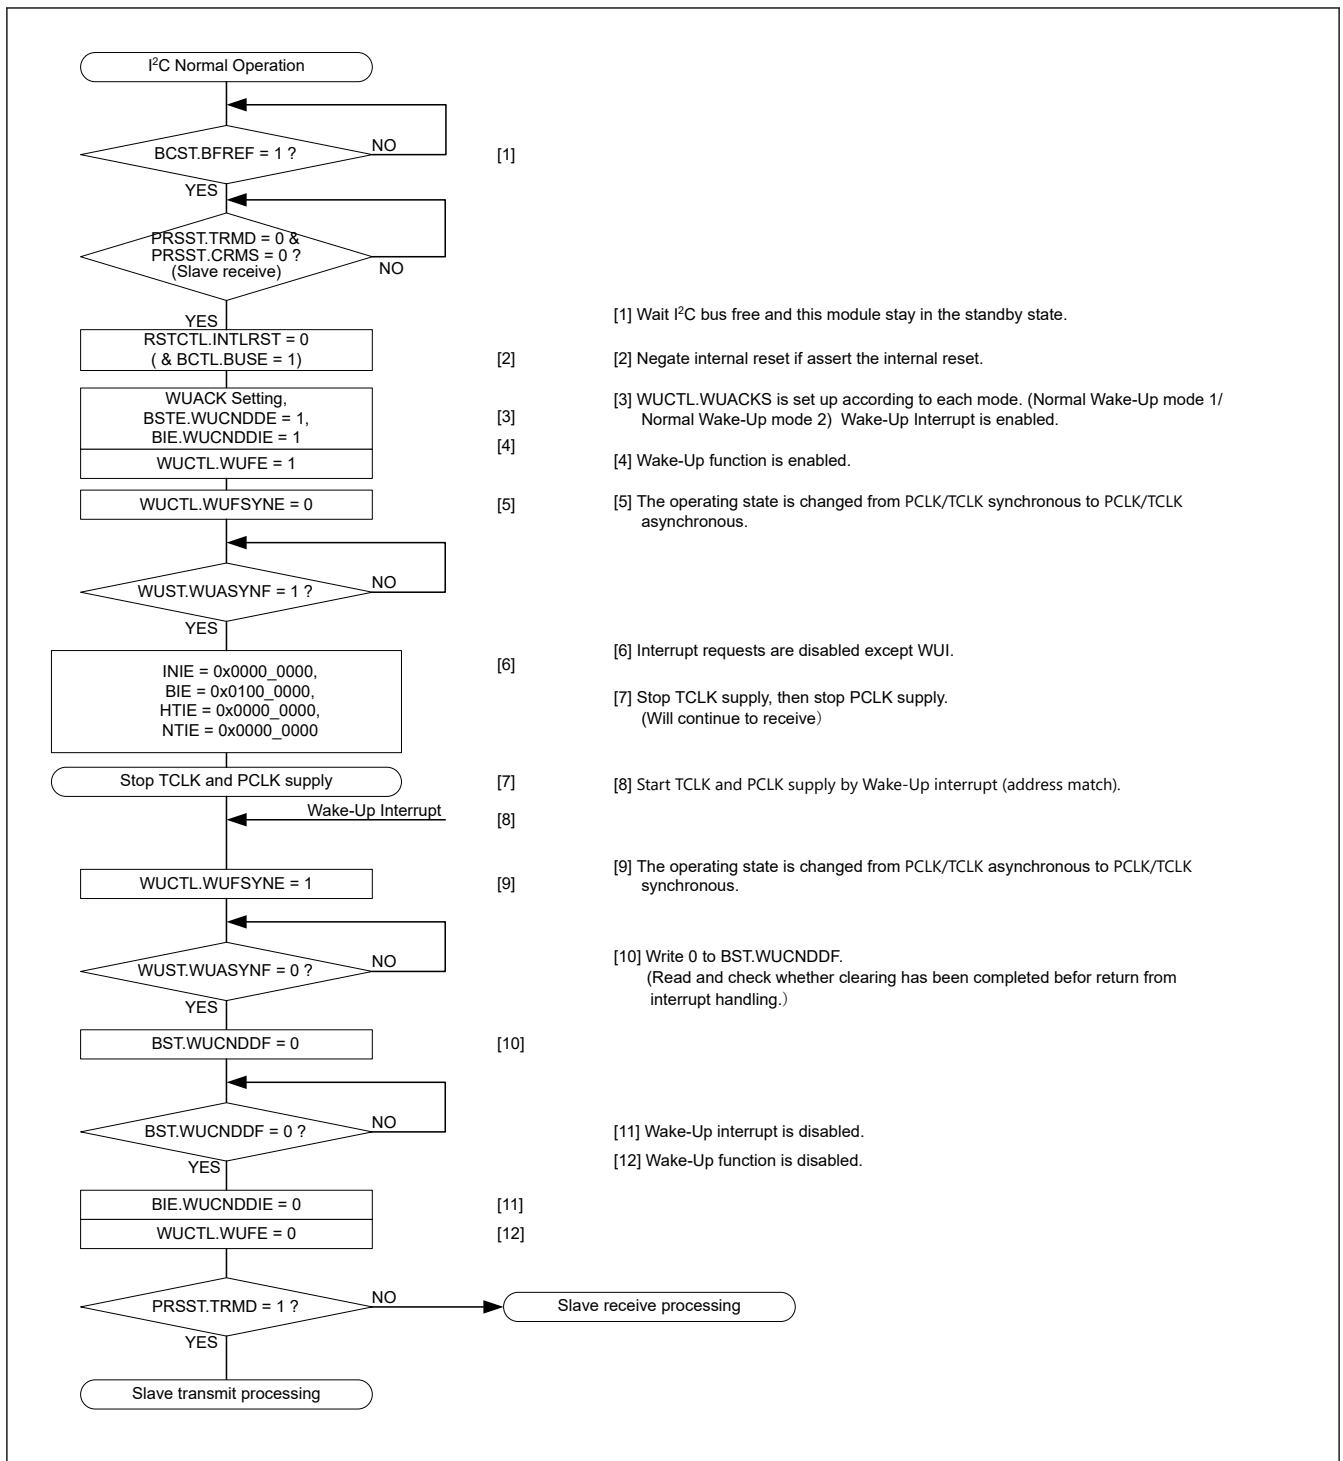 I²C Normal Operation
BCST.BFREF = 1 ?
NO
[1]
YES
PRSST.TRMD = 0 &
PRSST.CRMS = 0 ?
(Slave receive)
NO
YES
RSTCTL.INTLRST = 0
( & BCTL.BUSE = 1)
[2]
WUACK Setting,
BSTE.WUCNDDE = 1,
BIE.WUCNDDIE = 1
[3]
[4]
WUCTL.WUFE = 1
WUCTL.WUFSYNE = 0
[5]
WUST.WUASYNF = 1 ?
NO
YES
INIE = 0x0000_0000,
BIE = 0x0100_0000,
HTIE = 0x0000_0000,
NTIE = 0x0000_0000
[6]
Stop TCLK and PCLK supply
[7]
Wake-Up Interrupt
[8]
WUCTL.WUFSYNE = 1
[9]
WUST.WUASYNF = 0 ?
NO
YES
BST.WUCNDDF = 0
[10]
BST.WUCNDDF = 0 ?
NO
YES
BIE.WUCNDDIE = 0
[11]
WUCTL.WUFE = 0
[12]
PRSST.TRMD = 1 ?
NO
Slave receive processing
YES
Slave transmit processing
[1] Wait I²C bus free and this module stay in the standby state.
[2] Negate internal reset if assert the internal reset.
[3] WUCTL.WUACKS is set up according to each mode. (Normal Wake-Up mode 1/
Normal Wake-Up mode 2)  Wake-Up Interrupt is enabled.
[4] Wake-Up function is enabled.
[5] The operating state is changed from PCLK/TCLK synchronous to PCLK/TCLK
asynchronous.
[6] Interrupt requests are disabled except WUI.
[7] Stop TCLK supply, then stop PCLK supply.
(Will continue to receive）
[8] Start TCLK and PCLK supply by Wake-Up interrupt (address match).
[9] The operating state is changed from PCLK/TCLK asynchronous to PCLK/TCLK
synchronous.
[10] Write 0 to BST.WUCNDDF.
(Read and check whether clearing has been completed befor return from
interrupt handling.）
[11] Wake-Up interrupt is disabled.
[12] Wake-Up function is disabled.